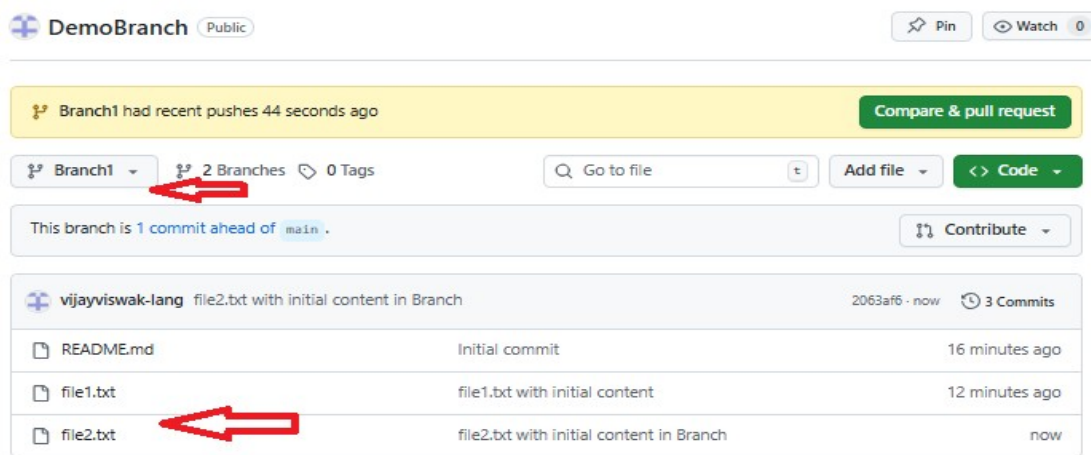 DemoBranch Public Pin Watch 0
Branch1 had recent pushes 44 seconds ago Compare & pull request
Branch1 2 Branches 0 Tags Go to file t Add file <> Code
This branch is 1 commit ahead of main . Contribute
vijayviswak-lang file2.txt with initial content in Branch 2063af6 · now 3 Commits
README.md Initial commit 16 minutes ago
file1.txt file1.txt with initial content 12 minutes ago
file2.txt file2.txt with initial content in Branch now